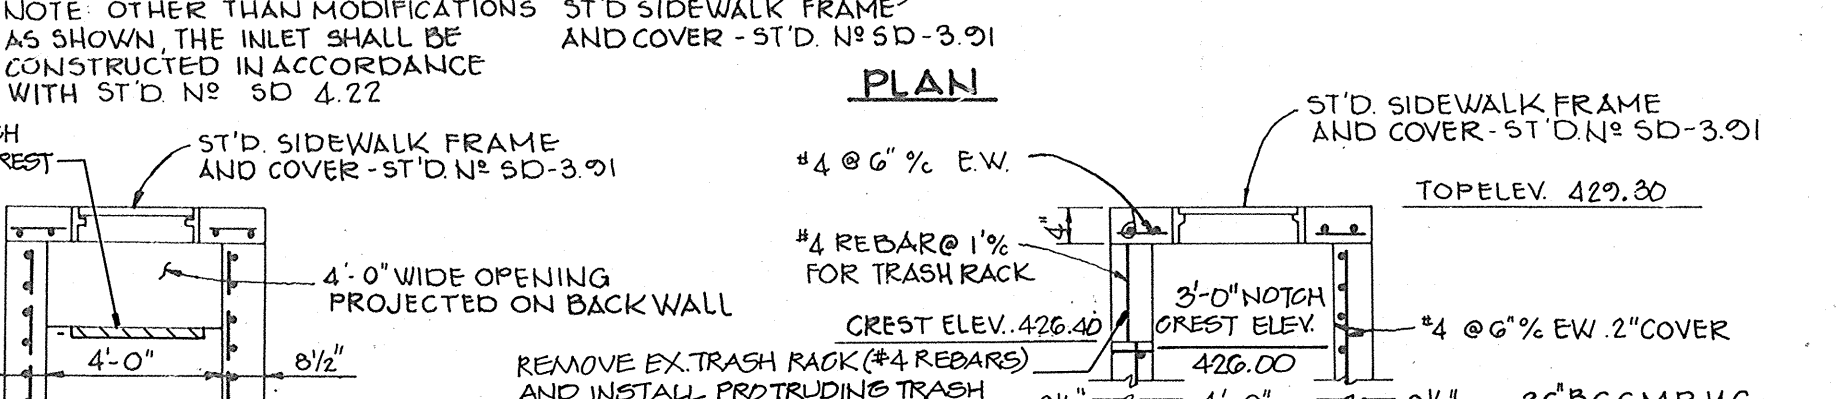 NOTE: OTHER THAN MODIFICATIONS
AS SHOWN, THE INLET SHALL BE
CONSTRUCTED IN ACCORDANCE
WITH ST'D. Nº SD 4.22
ST'D SIDEWALK FRAME
AND COVER - ST'D. Nº SD-3.91
PLAN
REST
ST'D. SIDEWALK FRAME
AND COVER - ST'D. Nº SD-3.91
4'-0" WIDE OPENING
PROJECTED ON BACK WALL
4'-0"
8½"
#4 @ 6" o/c E.W.
4"
#4 REBAR @ 1' o/c
FOR TRASH RACK
CREST ELEV. 426.40
REMOVE EX. TRASH RACK (#4 REBARS)
AND INSTALL PROTRUDING TRASH
ST'D. SIDEWALK FRAME
AND COVER - ST'D. Nº SD-3.91
TOP ELEV. 429.30
3'-0" NOTCH
CREST ELEV.
426.00
#4 @ 6" o/c EW. 2" COVER
4'-0"